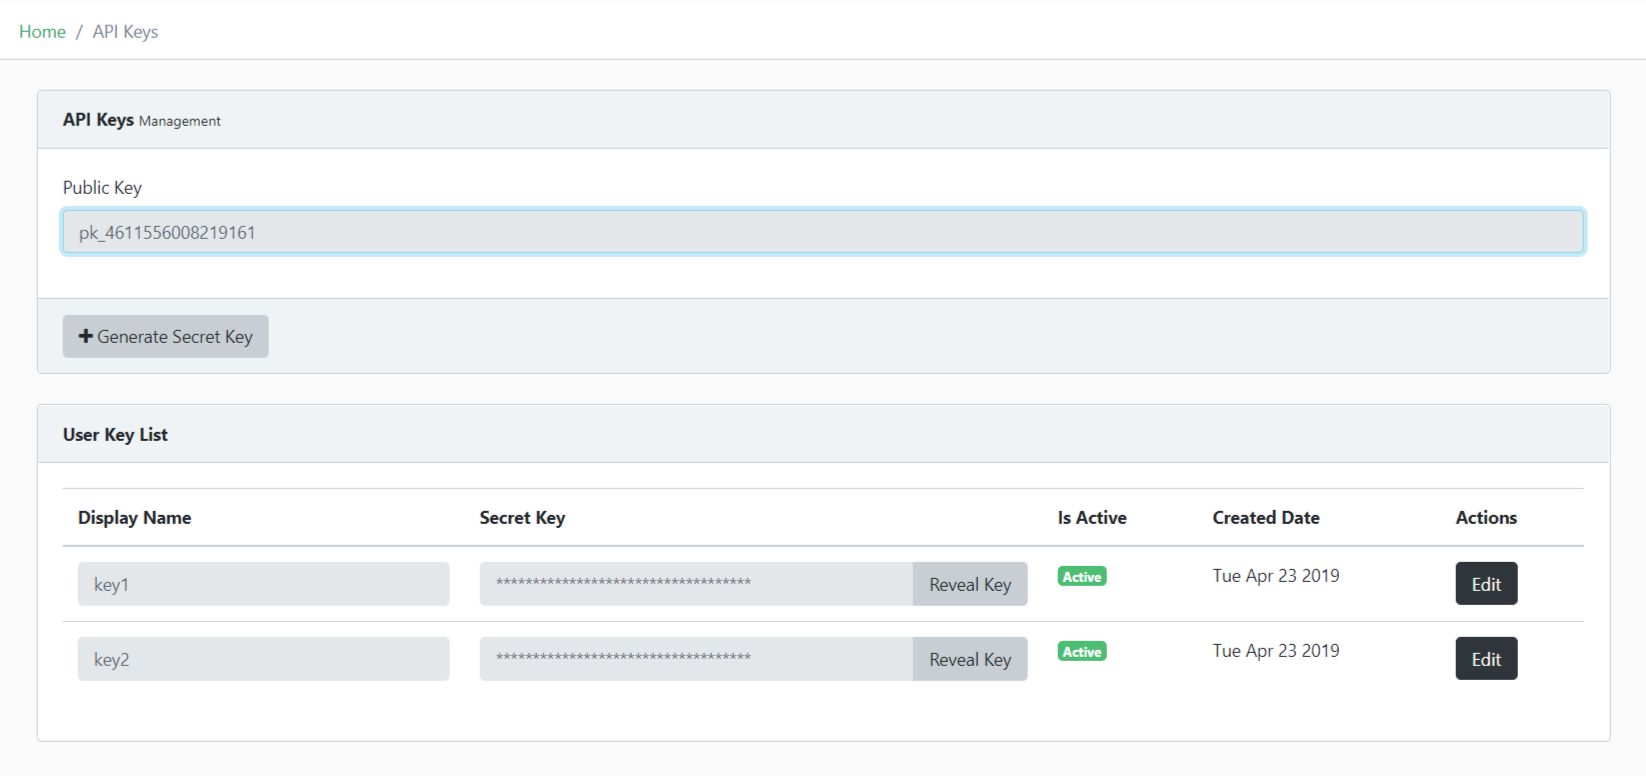 Home / API Keys
API Keys Management
Public Key
pk_4611556008219161
Generate Secret Key
User Key List
Display Name Secret Key Is Active Created Date Actions
key1 *********************************** Reveal Key Active Tue Apr 23 2019 Edit
key2 *********************************** Reveal Key Active Tue Apr 23 2019 Edit